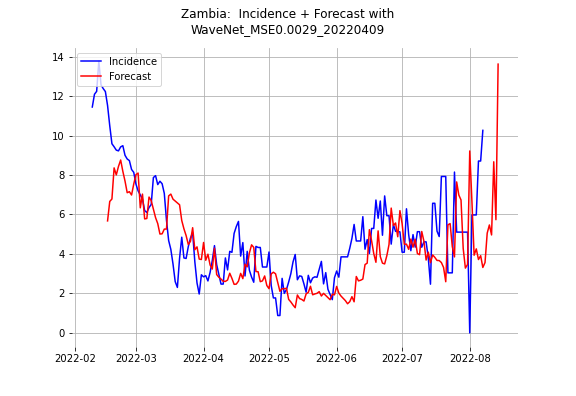 Zambia:  Incidence + Forecast with
WaveNet_MSE0.0029_20220409
Incidence
Forecast
14
12
10
8
6
4
2
0
2022-02 2022-03 2022-04 2022-05 2022-06 2022-07 2022-08